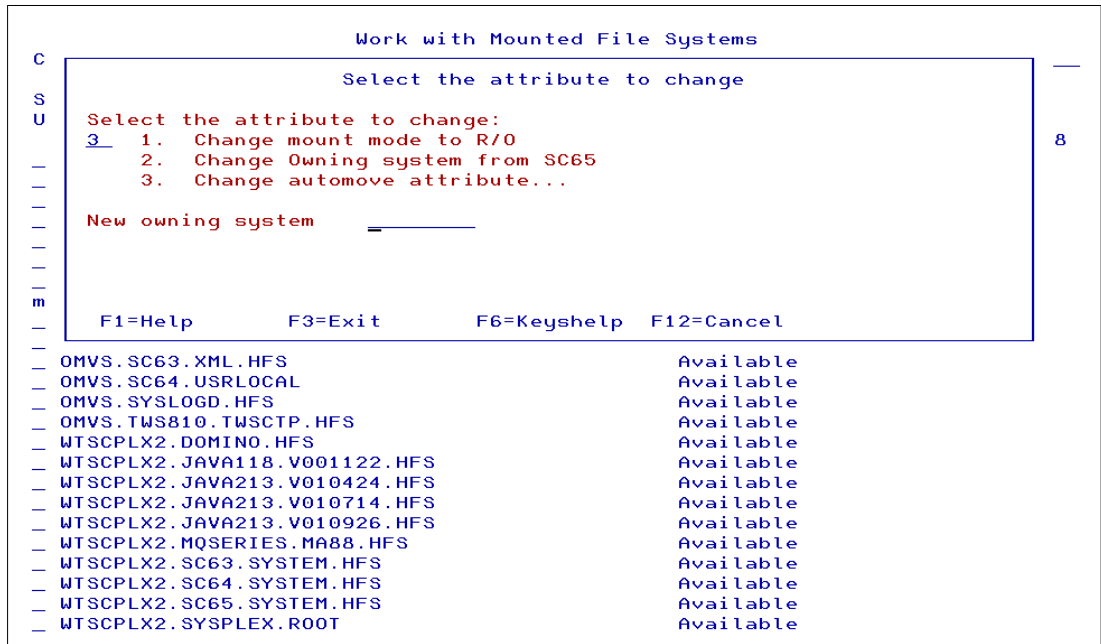 Work with Mounted File Systems
C
Select the attribute to change
S
U Select the attribute to change:
3 1. Change mount mode to R/O 8
_ 2. Change Owning system from SC65
_ 3. Change automove attribute...
_
_ New owning system _
_
_
m
_ F1=Help F3=Exit F6=Keyshelp F12=Cancel
_
_ OMVS.SC63.XML.HFS Available
_ OMVS.SC64.USRLOCAL Available
_ OMVS.SYSLOGD.HFS Available
_ OMVS.TWS810.TWSCTP.HFS Available
_ WTSCPLX2.DOMINO.HFS Available
_ WTSCPLX2.JAVA118.V001122.HFS Available
_ WTSCPLX2.JAVA213.V010424.HFS Available
_ WTSCPLX2.JAVA213.V010714.HFS Available
_ WTSCPLX2.JAVA213.V010926.HFS Available
_ WTSCPLX2.MQSERIES.MA88.HFS Available
_ WTSCPLX2.SC63.SYSTEM.HFS Available
_ WTSCPLX2.SC64.SYSTEM.HFS Available
_ WTSCPLX2.SC65.SYSTEM.HFS Available
_ WTSCPLX2.SYSPLEX.ROOT Available